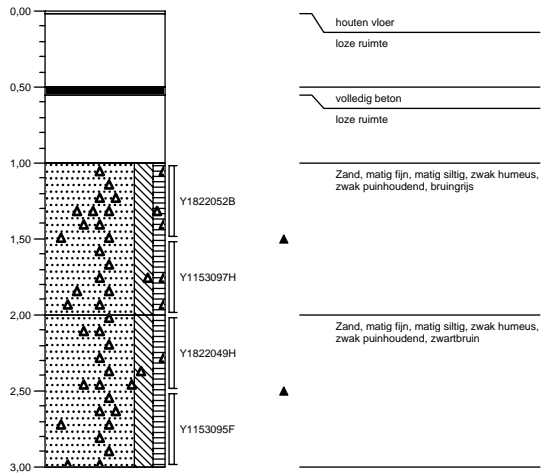 0,00
houten vloer
loze ruimte
0,50
volledig beton
loze ruimte
1,00
Zand, matig fijn, matig siltig, zwak humeus,
zwak puinhoudend, bruingrijs
Y1822052B
1,50
Y1153097H
2,00
Zand, matig fijn, matig siltig, zwak humeus,
zwak puinhoudend, zwartbruin
Y1822049H
2,50
Y1153095F
3,00